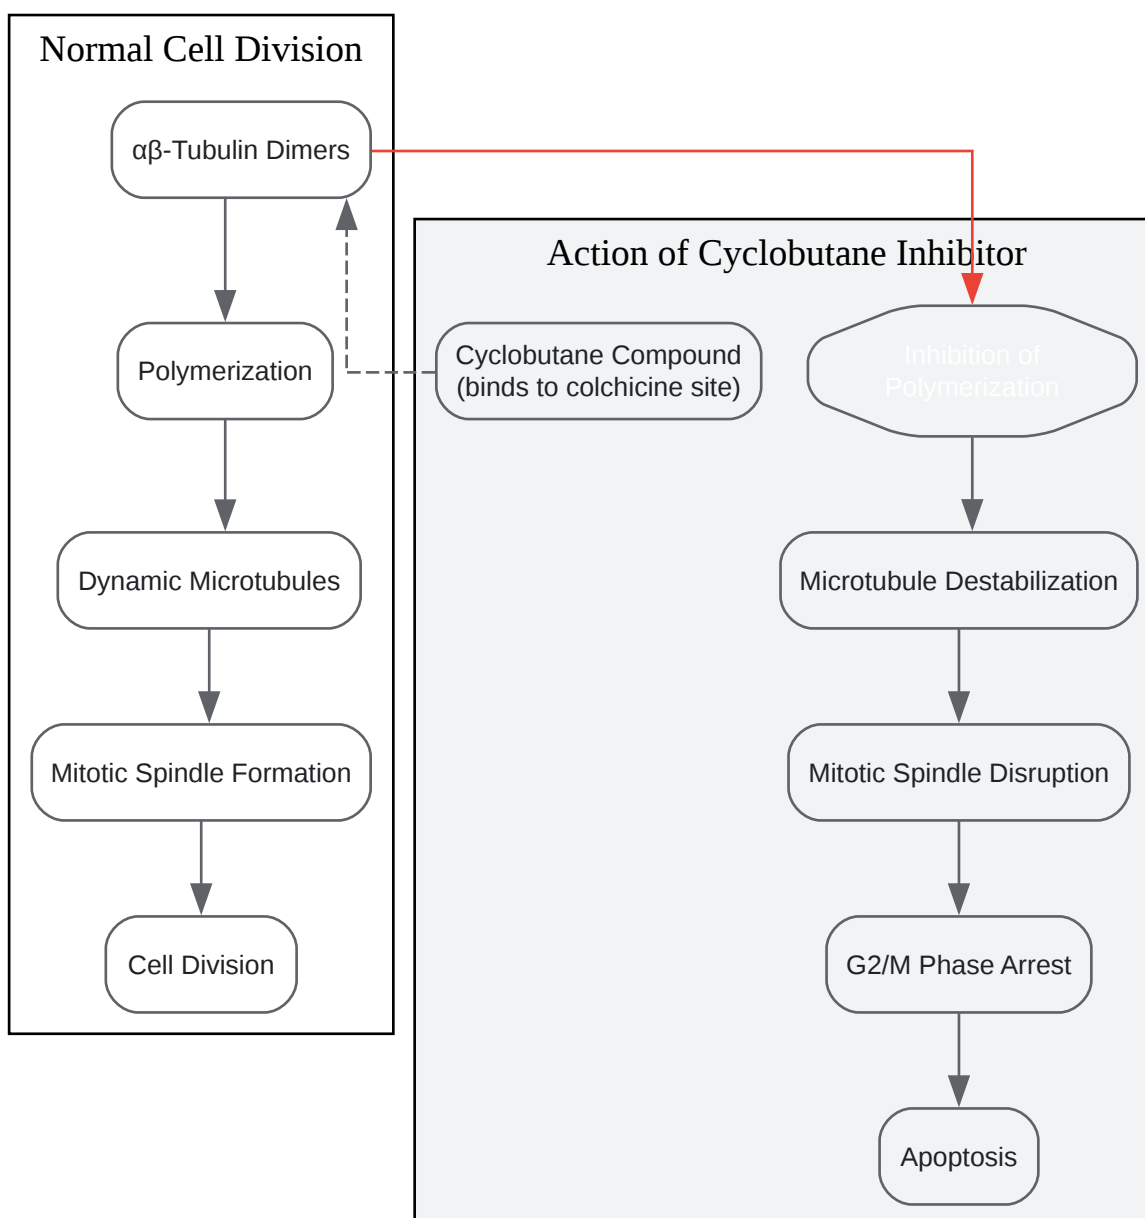 Normal Cell Division
αβ-Tubulin Dimers
Polymerization
Dynamic Microtubules
Mitotic Spindle Formation
Cell Division
Action of Cyclobutane Inhibitor
Cyclobutane Compound
(binds to colchicine site)
Inhibition of
Polymerization
Microtubule Destabilization
Mitotic Spindle Disruption
G2/M Phase Arrest
Apoptosis